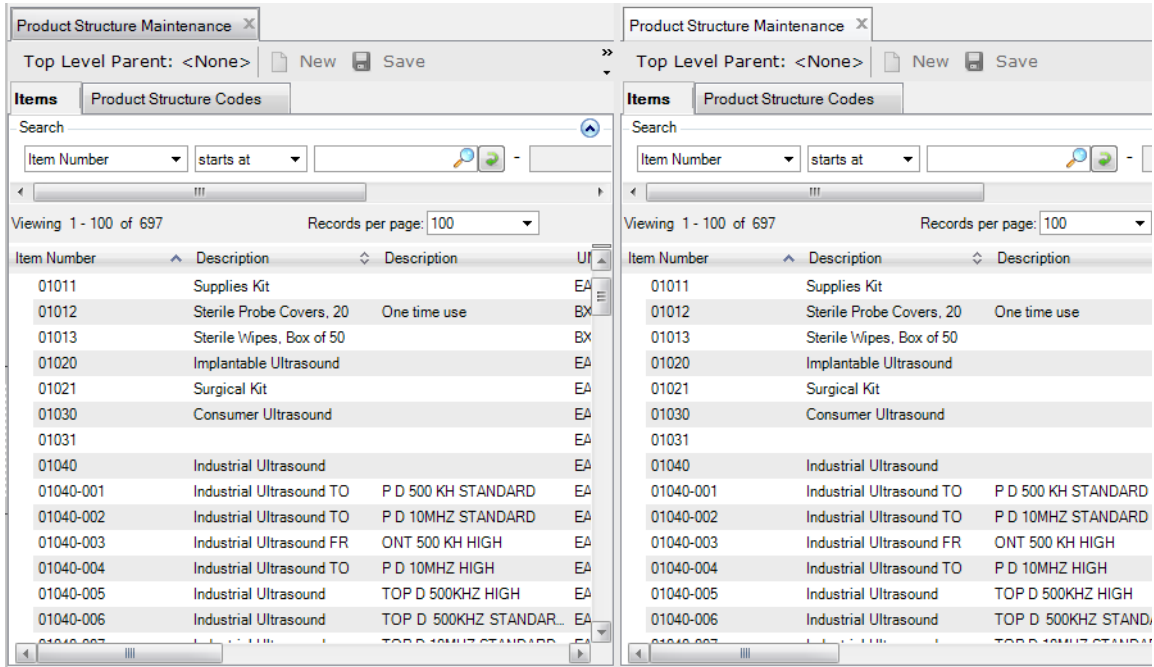 Product Structure Maintenance
Top Level Parent: <None> New Save
Items Product Structure Codes
Search
Item Number starts at -
Viewing 1 - 100 of 697 Records per page: 100
Item Number Description Description
01011 Supplies Kit EA
01012 Sterile Probe Covers, 20 One time use BX
01013 Sterile Wipes, Box of 50 BX
01020 Implantable Ultrasound EA
01021 Surgical Kit EA
01030 Consumer Ultrasound EA
01031 EA
01040 Industrial Ultrasound EA
01040-001 Industrial Ultrasound TO P D 500 KH STANDARD EA
01040-002 Industrial Ultrasound TO P D 10MHZ STANDARD EA
01040-003 Industrial Ultrasound FR ONT 500 KH HIGH EA
01040-004 Industrial Ultrasound TO P D 10MHZ HIGH EA
01040-005 Industrial Ultrasound TOP D 500KHZ HIGH EA
01040-006 Industrial Ultrasound TOP D 500KHZ STANDAR... EA
Product Structure Maintenance
Top Level Parent: <None> New Save
Items Product Structure Codes
Search
Item Number starts at -
Viewing 1 - 100 of 697 Records per page: 100
Item Number Description Description
01011 Supplies Kit
01012 Sterile Probe Covers, 20 One time use
01013 Sterile Wipes, Box of 50
01020 Implantable Ultrasound
01021 Surgical Kit
01030 Consumer Ultrasound
01031
01040 Industrial Ultrasound
01040-001 Industrial Ultrasound TO P D 500 KH STANDARD
01040-002 Industrial Ultrasound TO P D 10MHZ STANDARD
01040-003 Industrial Ultrasound FR ONT 500 KH HIGH
01040-004 Industrial Ultrasound TO P D 10MHZ HIGH
01040-005 Industrial Ultrasound TOP D 500KHZ HIGH
01040-006 Industrial Ultrasound TOP D 500KHZ STAND